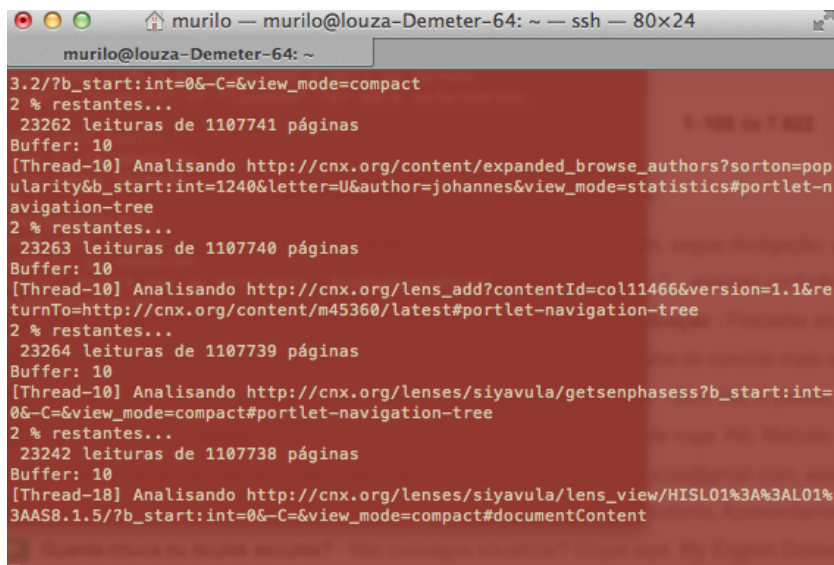 murilo — murilo@louza-Demeter-64: ~ — ssh — 80×24
murilo@louza-Demeter-64: ~
3.2/?b_start:int=0&-C=&view_mode=compact
2 % restantes...
 23262 leituras de 1107741 páginas
Buffer: 10
[Thread-10] Analisando http://cnx.org/content/expanded_browse_authors?sorton=pop
ularity&b_start:int=1240&letter=U&author=johannes&view_mode=statistics#portlet-n
avigation-tree
2 % restantes...
 23263 leituras de 1107740 páginas
Buffer: 10
[Thread-10] Analisando http://cnx.org/lens_add?contentId=col11466&version=1.1&re
turnTo=http://cnx.org/content/m45360/latest#portlet-navigation-tree
2 % restantes...
 23264 leituras de 1107739 páginas
Buffer: 10
[Thread-10] Analisando http://cnx.org/lenses/siyavula/getsenphasess?b_start:int=
0&-C=&view_mode=compact#portlet-navigation-tree
2 % restantes...
 23242 leituras de 1107738 páginas
Buffer: 10
[Thread-18] Analisando http://cnx.org/lenses/siyavula/lens_view/HISLO1%3A%3ALO1%
3AAS8.1.5/?b_start:int=0&-C=&view_mode=compact#documentContent